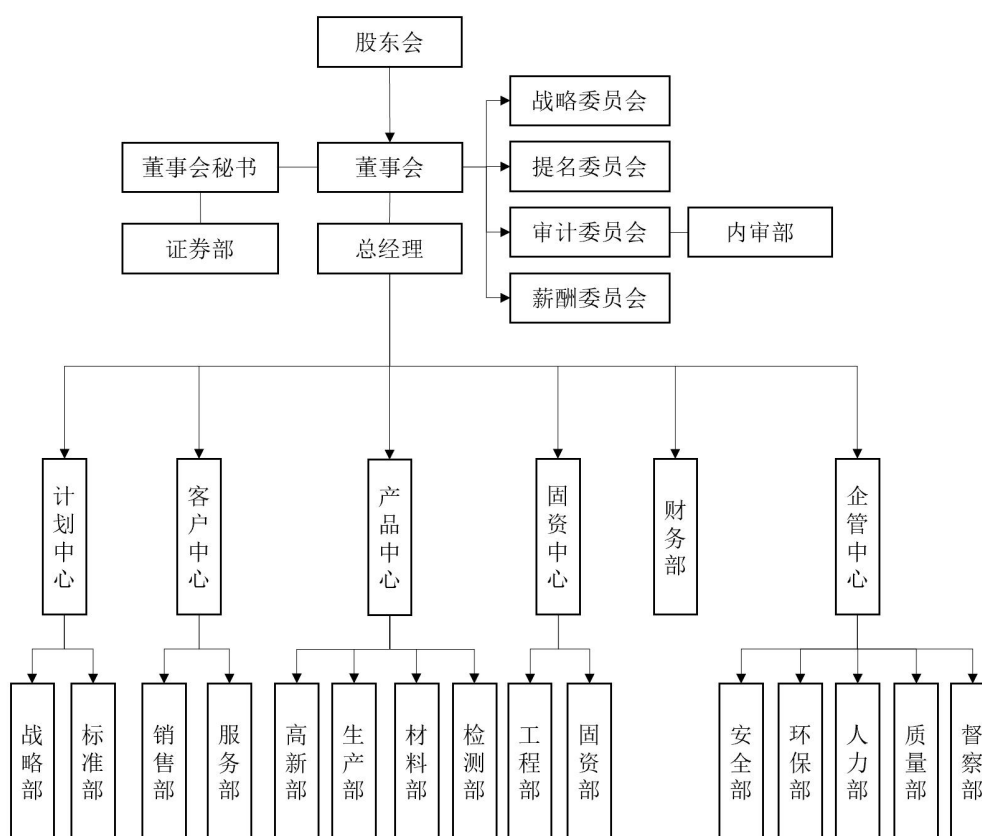 股东会
战略委员会
董事会秘书
董事会
提名委员会
证券部
总经理
审计委员会
内审部
薪酬委员会
计划中心
客户中心
产品中心
固资中心
财务部
企管中心
战略部
标准部
销售部
服务部
高新部
生产部
材料部
检测部
工程部
固资部
安全部
环保部
人力部
质量部
督察部